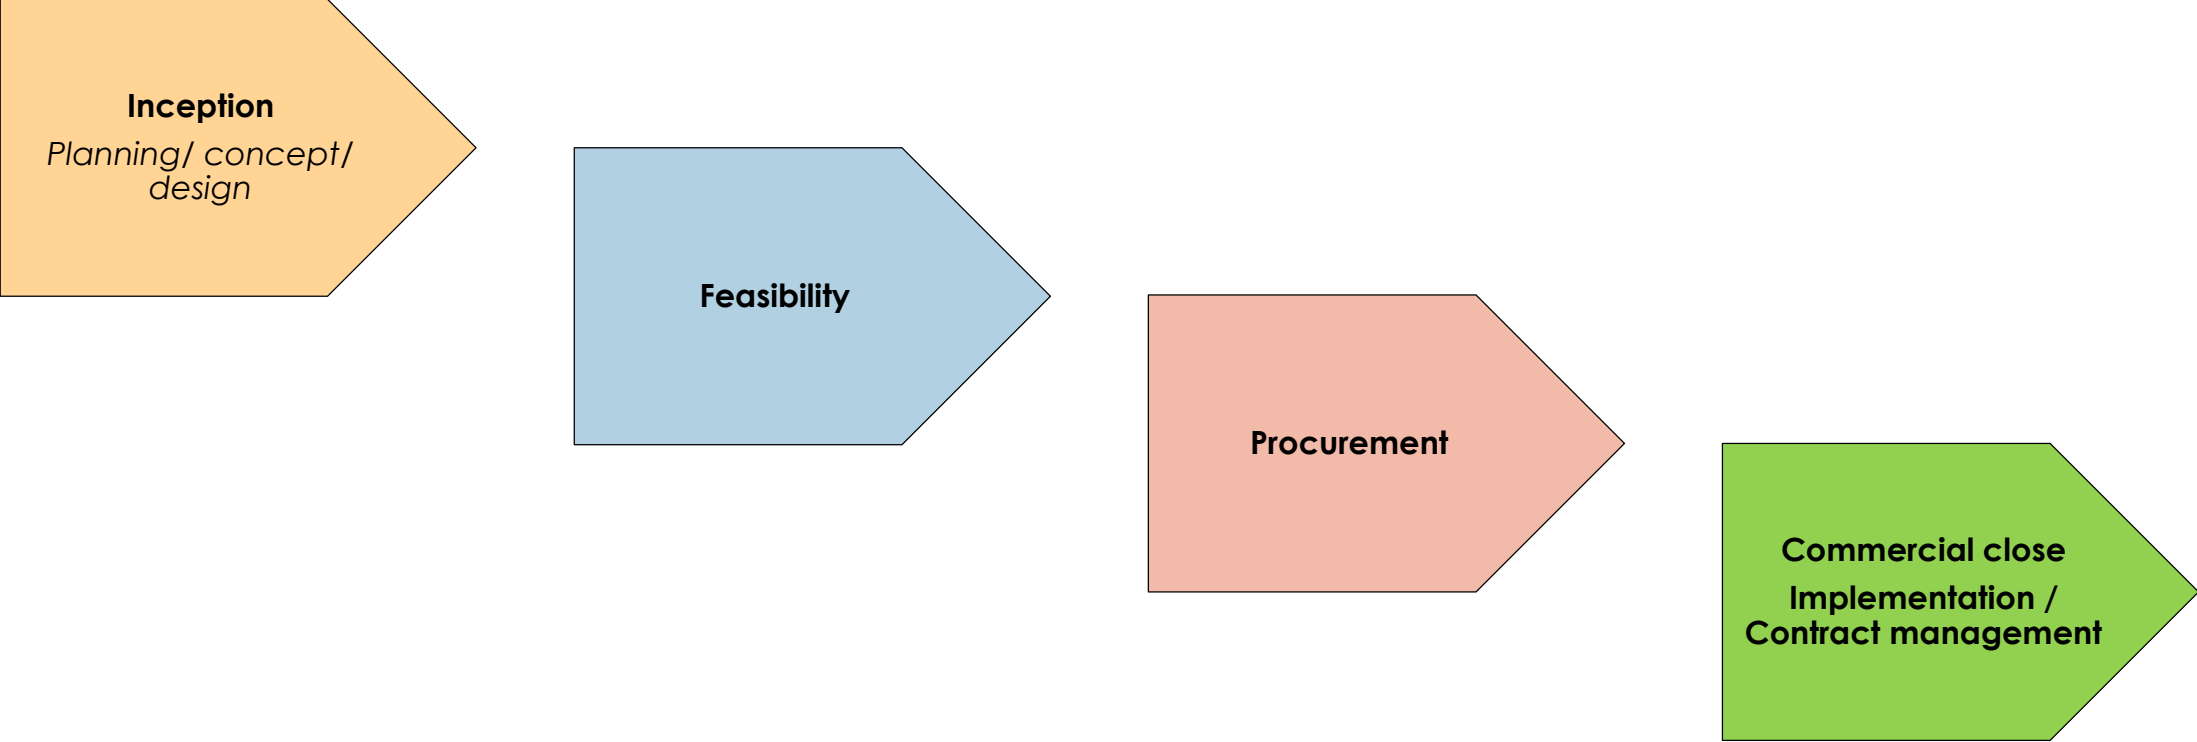 Inception
Planning/ concept/
design
Feasibility
Procurement
Commercial close
Implementation /
Contract management